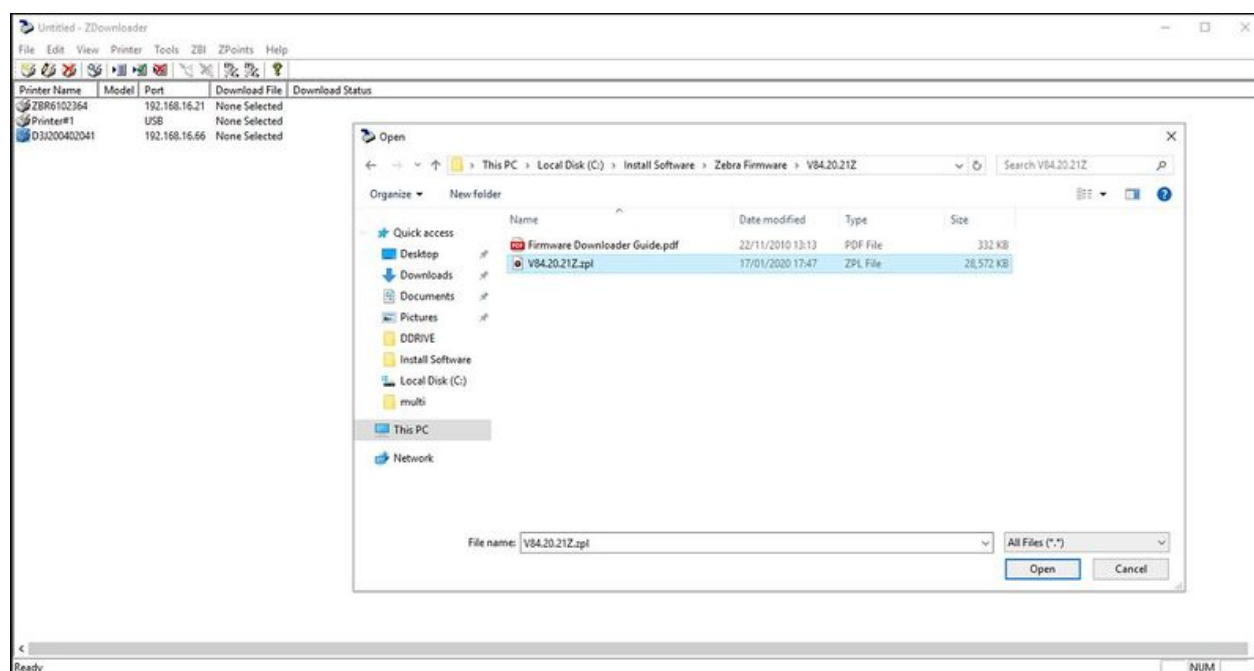 Untitled - ZDownloader
File Edit View Printer Tools ZBI ZPoints Help
Printer Name Model Port Download File Download Status
ZBR6102364 192.168.16.21 None Selected
Printer#1 USB None Selected
D3J200402041 192.168.16.66 None Selected
Open
This PC › Local Disk (C:) › Install Software › Zebra Firmware › V84.20.21Z
Search V84.20.21Z
Organize New folder
Name Date modified Type Size
Firmware Downloader Guide.pdf 22/11/2010 13:13 PDF File 332 KB
V84.20.21Z.zpl 17/01/2020 17:47 ZPL File 28,572 KB
Quick access
Desktop
Downloads
Documents
Pictures
DDRIVE
Install Software
Local Disk (C:)
multi
This PC
Network
File name: V84.20.21Z.zpl All Files (*.*)
Open Cancel
Ready NUM